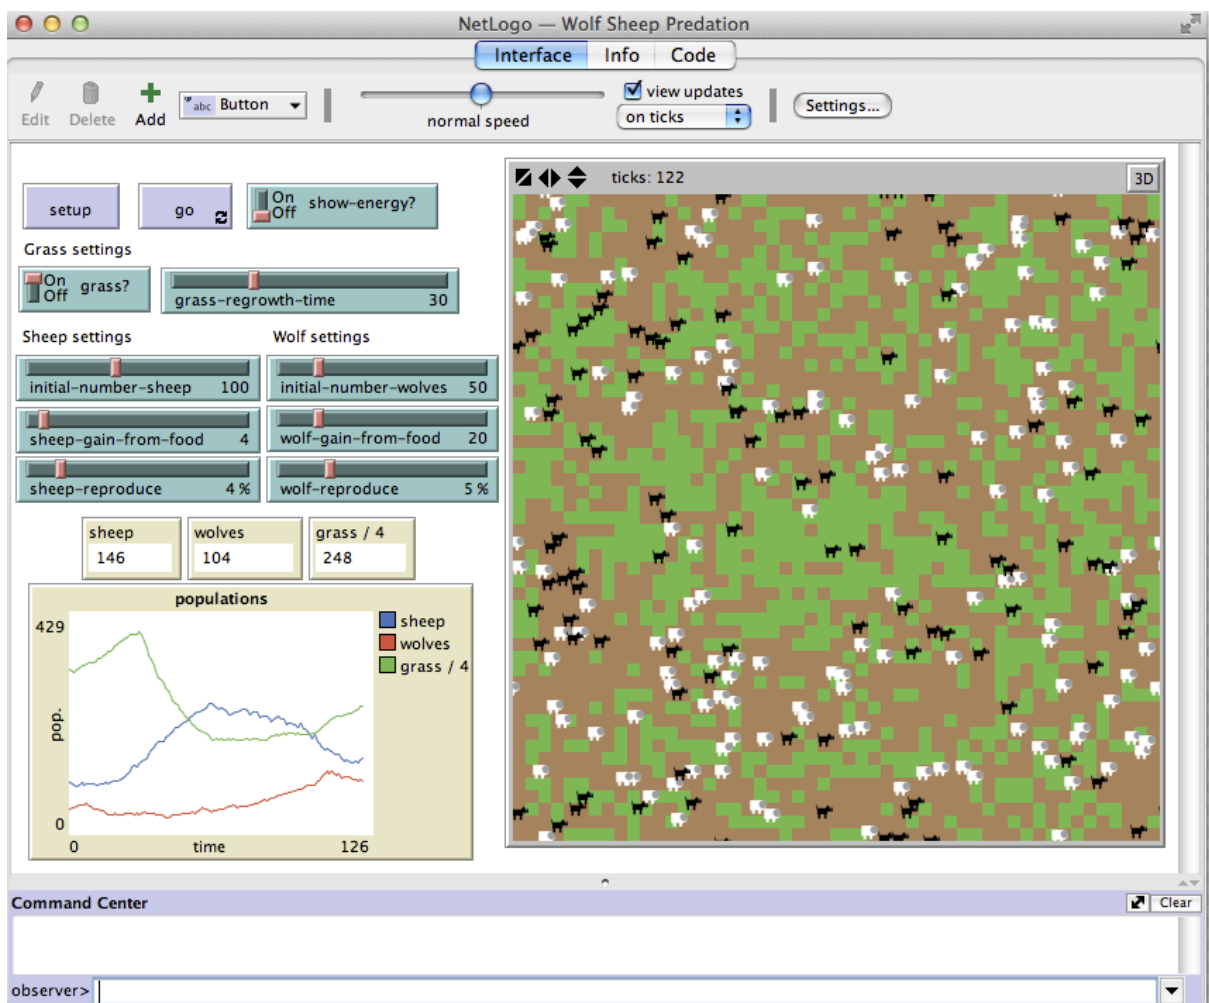 NetLogo — Wolf Sheep Predation
Interface Info Code
Edit Delete Add abc Button normal speed view updates on ticks Settings...
setup go On Off show-energy? ticks: 122 3D
Grass settings
On Off grass? grass-regrowth-time 30
Sheep settings Wolf settings
initial-number-sheep 100 initial-number-wolves 50
sheep-gain-from-food 4 wolf-gain-from-food 20
sheep-reproduce 4 % wolf-reproduce 5 %
sheep wolves grass / 4
146 104 248
populations
429
pop.
0
0 time 126
sheep
wolves
grass / 4
Command Center Clear
observer>